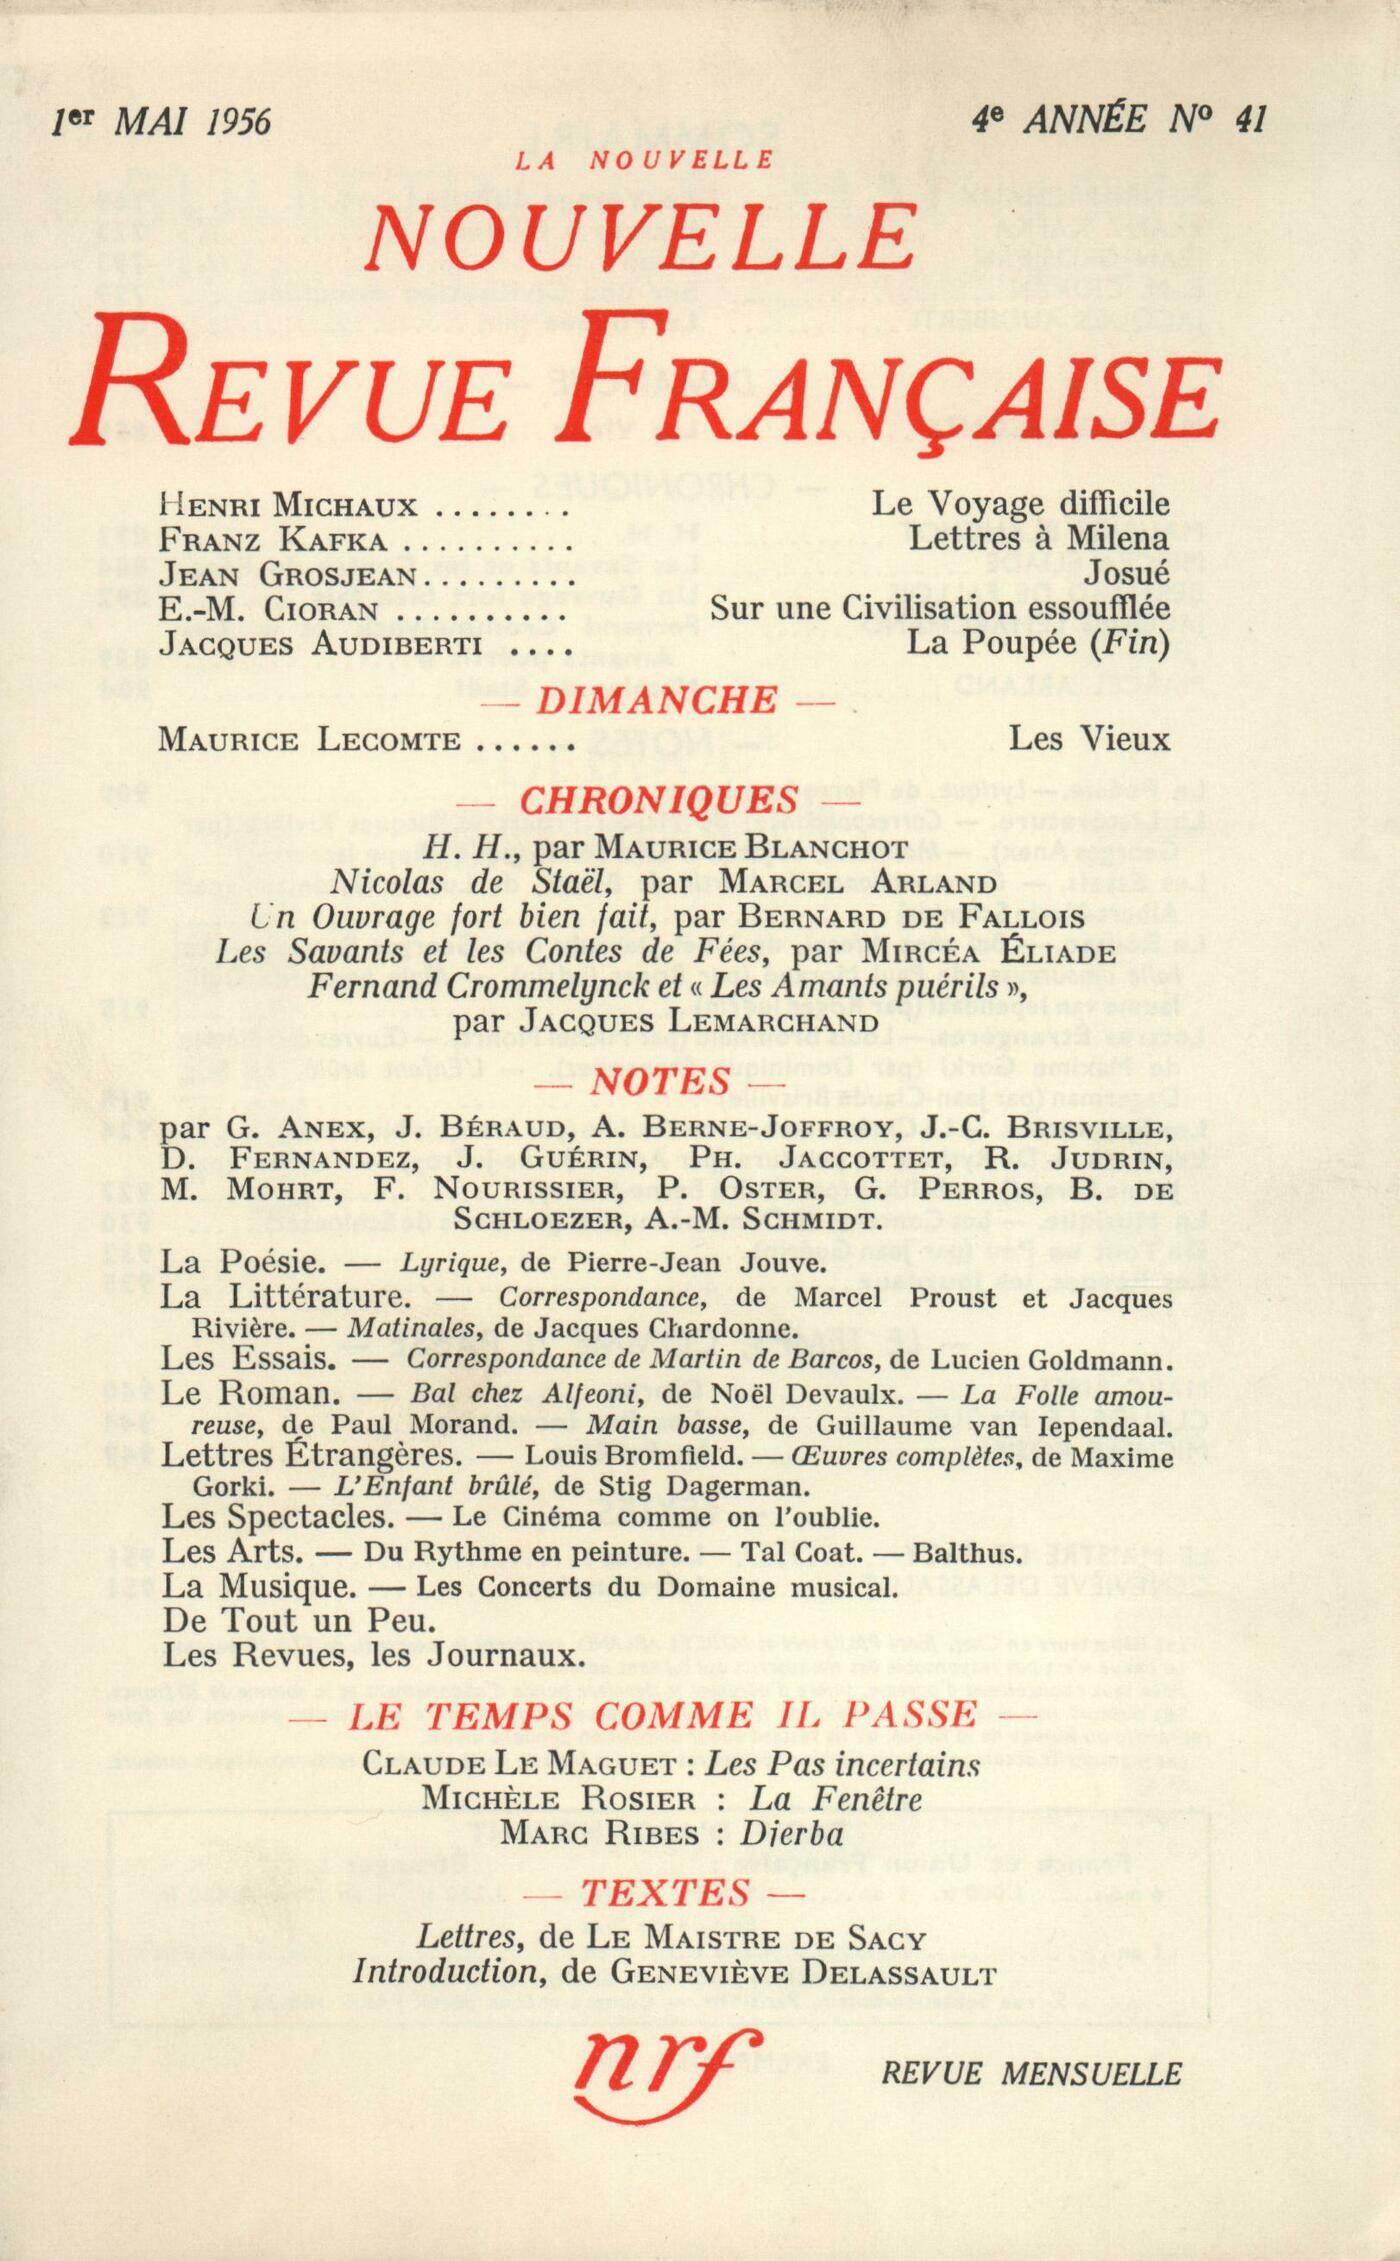 1er MAI 1956
4e ANNÉE No 41
LA NOUVELLE
NOUVELLE
REVUE FRANÇAISE
HENRI MICHAUX ........ Le Voyage difficile
FRANZ KAFKA .......... Lettres à Milena
JEAN GROSJEAN.......... Josué
E.-M. CIORAN .......... Sur une Civilisation essoufflée
JACQUES AUDIBERTI .... La Poupée (Fin)
— DIMANCHE —
MAURICE LECOMTE ...... Les Vieux
— CHRONIQUES —
H. H., par MAURICE BLANCHOT
Nicolas de Staël, par MARCEL ARLAND
Un Ouvrage fort bien fait, par BERNARD DE FALLOIS
Les Savants et les Contes de Fées, par MIRCÉA ÉLIADE
Fernand Crommelynck et « Les Amants puérils »,
par JACQUES LEMARCHAND
— NOTES —
par G. ANEX, J. BÉRAUD, A. BERNE-JOFFROY, J.-C. BRISVILLE,
D. FERNANDEZ, J. GUÉRIN, PH. JACCOTTET, R. JUDRIN,
M. MOHRT, F. NOURISSIER, P. OSTER, G. PERROS, B. DE
SCHLOEZER, A.-M. SCHMIDT.
La Poésie. — Lyrique, de Pierre-Jean Jouve.
La Littérature. — Correspondance, de Marcel Proust et Jacques
Rivière. — Matinales, de Jacques Chardonne.
Les Essais. — Correspondance de Martin de Barcos, de Lucien Goldmann.
Le Roman. — Bal chez Alfeoni, de Noël Devaulx. — La Folle amou-
reuse, de Paul Morand. — Main basse, de Guillaume van Iependaal.
Lettres Étrangères. — Louis Bromfield. — Œuvres complètes, de Maxime
Gorki. — L'Enfant brûlé, de Stig Dagerman.
Les Spectacles. — Le Cinéma comme on l'oublie.
Les Arts. — Du Rythme en peinture. — Tal Coat. — Balthus.
La Musique. — Les Concerts du Domaine musical.
De Tout un Peu.
Les Revues, les Journaux.
— LE TEMPS COMME IL PASSE —
CLAUDE LE MAGUET : Les Pas incertains
MICHÈLE ROSIER : La Fenêtre
MARC RIBES : Djerba
— TEXTES —
Lettres, de LE MAISTRE DE SACY
Introduction, de GENEVIÈVE DELASSAULT
nrf
REVUE MENSUELLE